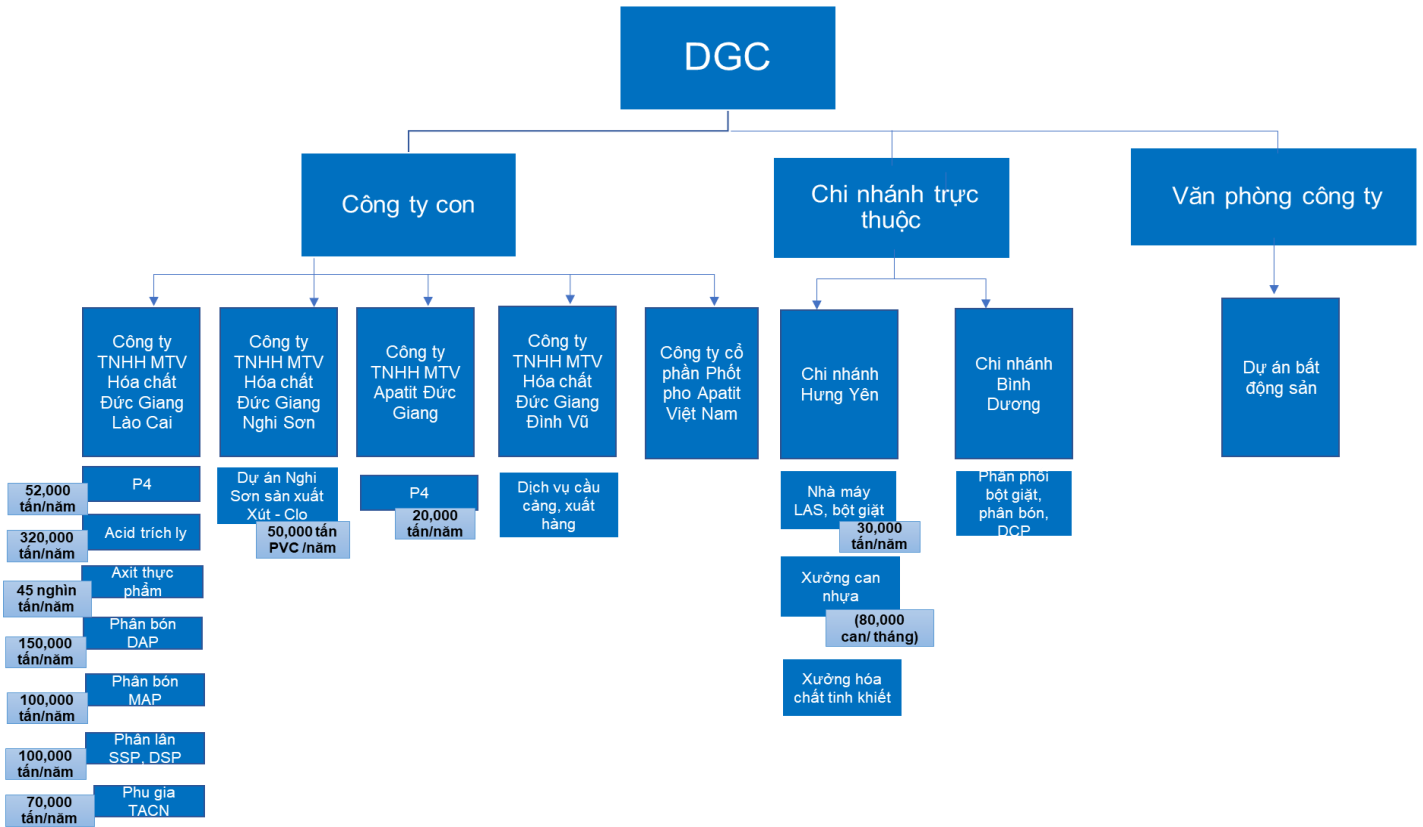 DGC
Công ty con
Chi nhánh trực
thuộc
Văn phòng công ty
Công ty
TNHH MTV
Hóa chất
Đức Giang
Lào Cai
Công ty
TNHH MTV
Hóa chất
Đức Giang
Nghi Sơn
Công ty
TNHH MTV
Apatit Đức
Giang
Công ty
TNHH MTV
Hóa chất
Đức Giang
Đình Vũ
Công ty cổ
phần Phốt
pho Apatit
Việt Nam
Chi nhánh
Hưng Yên
Chi nhánh
Bình
Dương
Dự án bất
động sản
P4
52,000
tấn/năm
Acid trích ly
320,000
tấn/năm
Axit thực
phẩm
45 nghìn
tấn/năm
Phân bón
DAP
150,000
tấn/năm
Phân bón
MAP
100,000
tấn/năm
Phân lân
SSP, DSP
100,000
tấn/năm
Phu gia
TACN
70,000
tấn/năm
Dự án Nghi
Sơn sản xuất
Xút - Clo
50,000 tấn
PVC /năm
P4
20,000
tấn/năm
Dịch vụ cầu
cảng, xuất
hàng
Nhà máy
LAS, bột giặt
30,000
tấn/năm
Xưởng can
nhựa
(80,000
can/ tháng)
Xưởng hóa
chất tinh khiết
Phân phối
bột giặt,
phân bón,
DCP